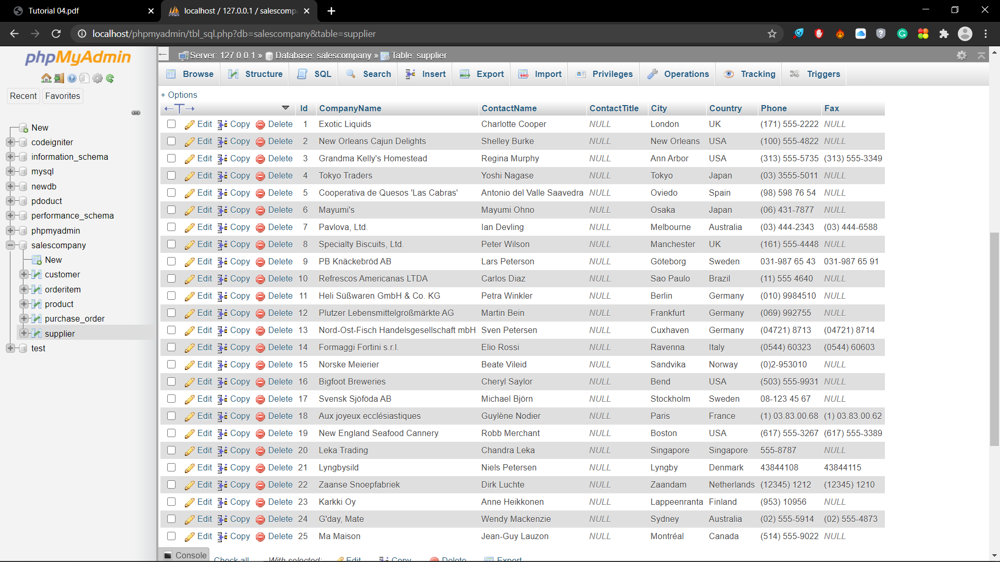 Tutorial 04.pdf
localhost / 127.0.0.1 / salescomp
localhost/phpmyadmin/tbl_sql.php?db=salescompany&table=supplier
phpMyAdmin
Recent Favorites
New
codeigniter
information_schema
mysql
newdb
pdoduct
performance_schema
phpmyadmin
salescompany
New
customer
orderitem
product
purchase_order
supplier
test
Server: 127.0.0.1 » Database: salescompany » Table: supplier
Browse Structure SQL Search Insert Export Import Privileges Operations Tracking Triggers
+ Options
←T→ Id CompanyName ContactName ContactTitle City Country Phone Fax
Edit Copy Delete 1 Exotic Liquids Charlotte Cooper NULL London UK (171) 555-2222 NULL
Edit Copy Delete 2 New Orleans Cajun Delights Shelley Burke NULL New Orleans USA (100) 555-4822 NULL
Edit Copy Delete 3 Grandma Kelly's Homestead Regina Murphy NULL Ann Arbor USA (313) 555-5735 (313) 555-3349
Edit Copy Delete 4 Tokyo Traders Yoshi Nagase NULL Tokyo Japan (03) 3555-5011 NULL
Edit Copy Delete 5 Cooperativa de Quesos 'Las Cabras' Antonio del Valle Saavedra NULL Oviedo Spain (98) 598 76 54 NULL
Edit Copy Delete 6 Mayumi's Mayumi Ohno NULL Osaka Japan (06) 431-7877 NULL
Edit Copy Delete 7 Pavlova, Ltd. Ian Devling NULL Melbourne Australia (03) 444-2343 (03) 444-6588
Edit Copy Delete 8 Specialty Biscuits, Ltd. Peter Wilson NULL Manchester UK (161) 555-4448 NULL
Edit Copy Delete 9 PB Knäckebröd AB Lars Peterson NULL Göteborg Sweden 031-987 65 43 031-987 65 91
Edit Copy Delete 10 Refrescos Americanas LTDA Carlos Diaz NULL Sao Paulo Brazil (11) 555 4640 NULL
Edit Copy Delete 11 Heli Süßwaren GmbH & Co. KG Petra Winkler NULL Berlin Germany (010) 9984510 NULL
Edit Copy Delete 12 Plutzer Lebensmittelgroßmärkte AG Martin Bein NULL Frankfurt Germany (069) 992755 NULL
Edit Copy Delete 13 Nord-Ost-Fisch Handelsgesellschaft mbH Sven Petersen NULL Cuxhaven Germany (04721) 8713 (04721) 8714
Edit Copy Delete 14 Formaggi Fortini s.r.l. Elio Rossi NULL Ravenna Italy (0544) 60323 (0544) 60603
Edit Copy Delete 15 Norske Meierier Beate Vileid NULL Sandvika Norway (0)2-953010 NULL
Edit Copy Delete 16 Bigfoot Breweries Cheryl Saylor NULL Bend USA (503) 555-9931 NULL
Edit Copy Delete 17 Svensk Sjöföda AB Michael Björn NULL Stockholm Sweden 08-123 45 67 NULL
Edit Copy Delete 18 Aux joyeux ecclésiastiques Guylène Nodier NULL Paris France (1) 03.83.00.68 (1) 03.83.00.62
Edit Copy Delete 19 New England Seafood Cannery Robb Merchant NULL Boston USA (617) 555-3267 (617) 555-3389
Edit Copy Delete 20 Leka Trading Chandra Leka NULL Singapore Singapore 555-8787 NULL
Edit Copy Delete 21 Lyngbysild Niels Petersen NULL Lyngby Denmark 43844108 43844115
Edit Copy Delete 22 Zaanse Snoepfabriek Dirk Luchte NULL Zaandam Netherlands (12345) 1212 (12345) 1210
Edit Copy Delete 23 Karkki Oy Anne Heikkonen NULL Lappeenranta Finland (953) 10956 NULL
Edit Copy Delete 24 G'day, Mate Wendy Mackenzie NULL Sydney Australia (02) 555-5914 (02) 555-4873
Edit Copy Delete 25 Ma Maison Jean-Guy Lauzon NULL Montréal Canada (514) 555-9022 NULL
Console Check all With selected: Edit Copy Delete Export